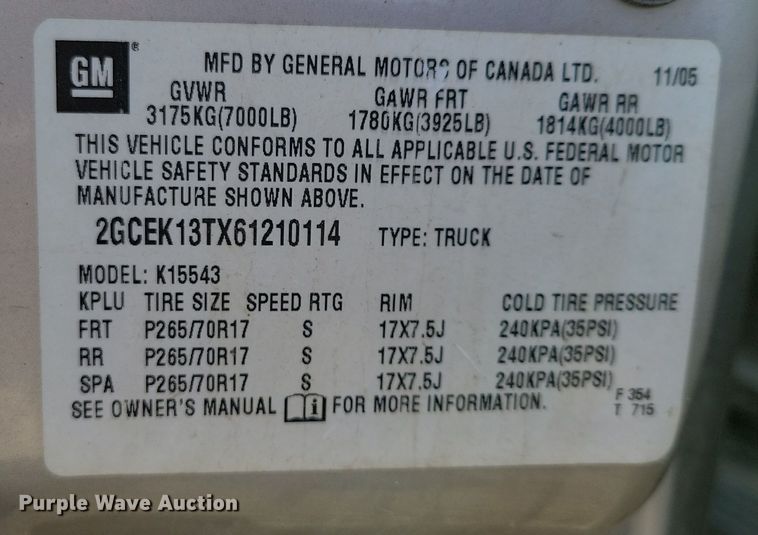 GM ®
MFD BY GENERAL MOTORS OF CANADA LTD. 11/05
GVWR GAWR FRT GAWR RR
3175KG(7000LB) 1780KG(3925LB) 1814KG(4000LB)
THIS VEHICLE CONFORMS TO ALL APPLICABLE U.S. FEDERAL MOTOR
VEHICLE SAFETY STANDARDS IN EFFECT ON THE DATE OF
MANUFACTURE SHOWN ABOVE.
2GCEK13TX61210114 TYPE: TRUCK
MODEL: K15543
KPLU TIRE SIZE SPEED RTG RIM COLD TIRE PRESSURE
FRT P265/70R17 S 17X7.5J 240KPA(35PSI)
RR P265/70R17 S 17X7.5J 240KPA(35PSI)
SPA P265/70R17 S 17X7.5J 240KPA(35PSI)
SEE OWNER'S MANUAL i FOR MORE INFORMATION.
F 354
T 715
Purple Wave Auction